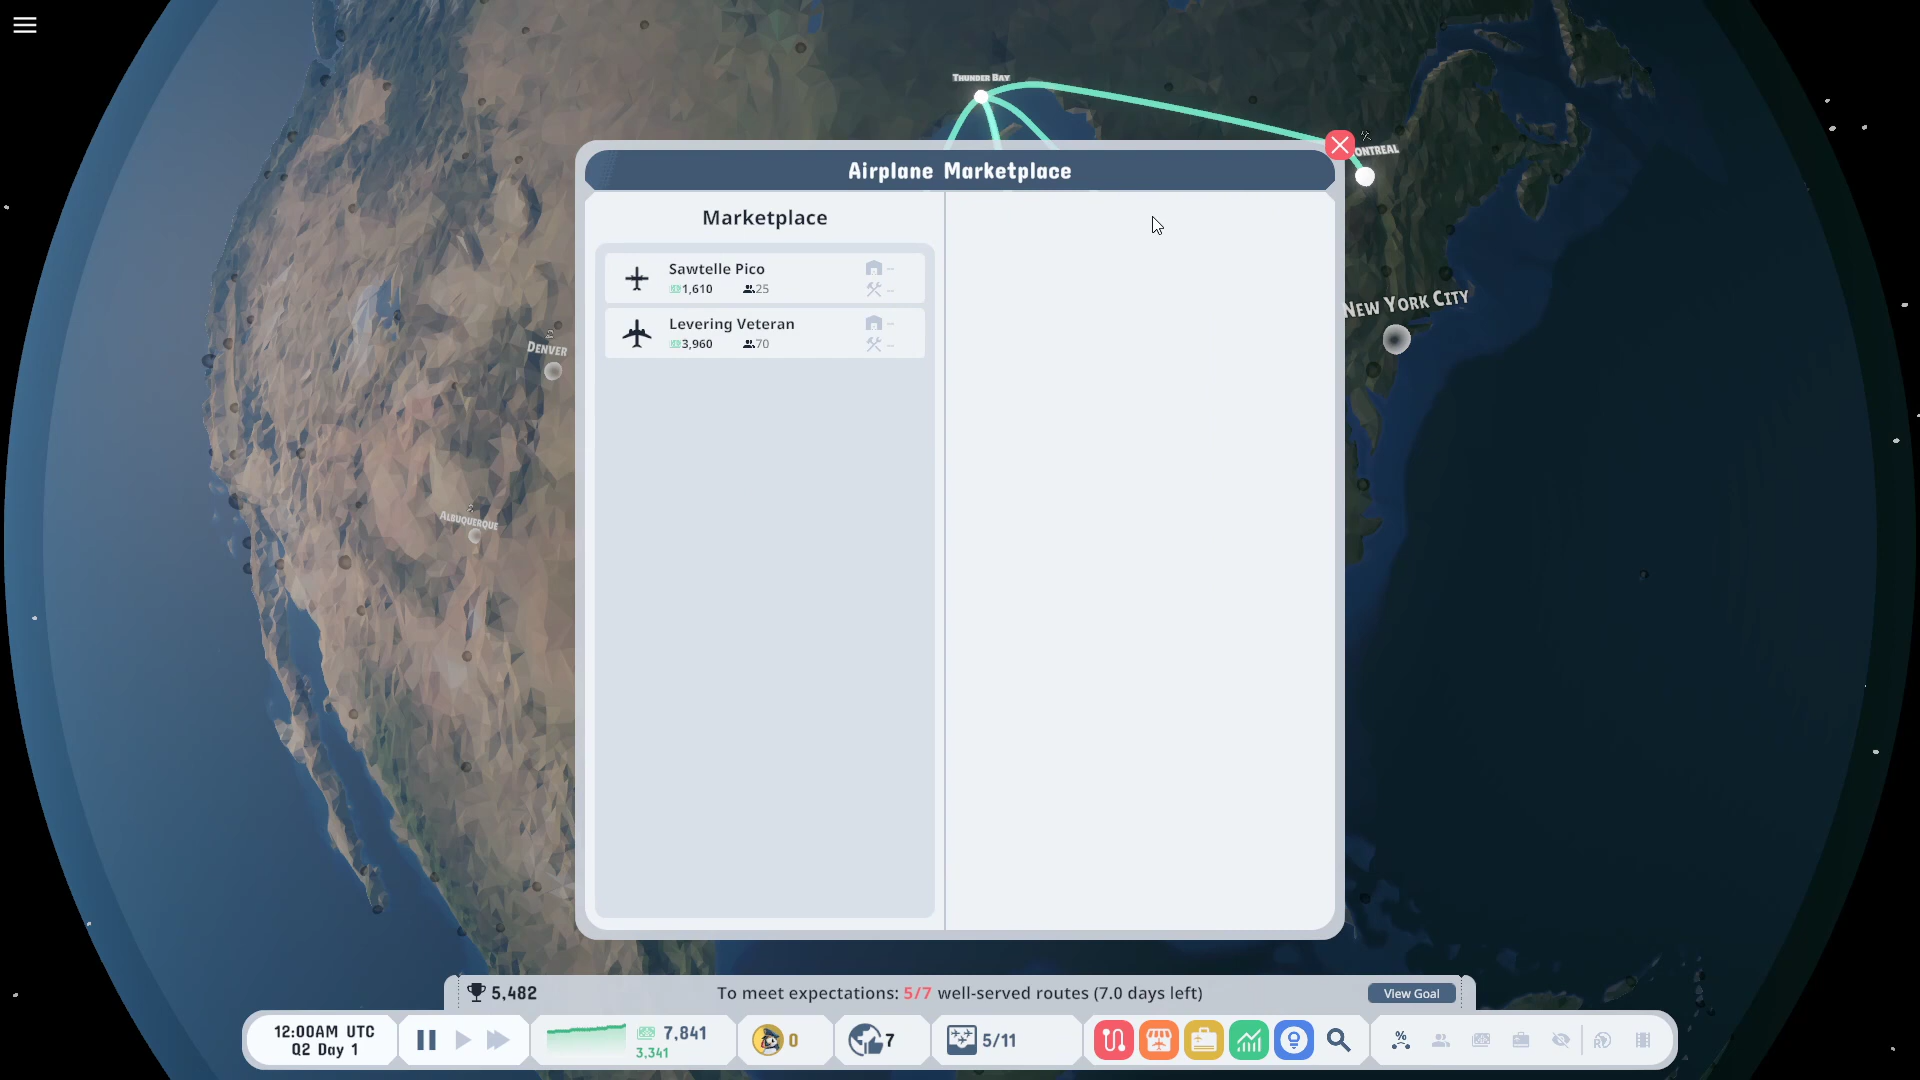 THUNDER BAY
ONTREAL
Airplane Marketplace
Marketplace
Sawtelle Pico
1,610 25
Levering Veteran
3,960 70
NEW YORK CITY
DENVER
ALBUQUERQUE
5,482
To meet expectations: 5/7 well-served routes (7.0 days left)
View Goal
12:00AM UTC
Q2 Day 1
7,841
3,341
0
7
5/11